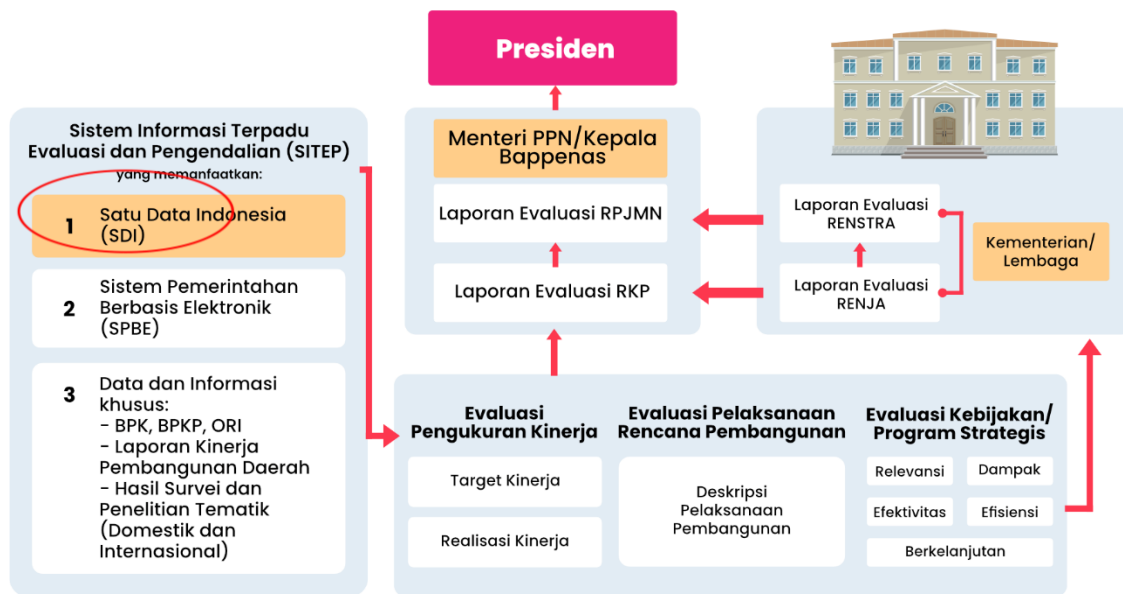 Presiden
Sistem Informasi Terpadu
Evaluasi dan Pengendalian (SITEP)
yang memanfaatkan:
1
Satu Data Indonesia
(SDI)
2
Sistem Pemerintahan
Berbasis Elektronik
(SPBE)
3
Data dan Informasi
khusus:
- BPK, BPKP, ORI
- Laporan Kinerja
Pembangunan Daerah
- Hasil Survei dan
Penelitian Tematik
(Domestik dan
Internasional)
Menteri PPN/Kepala
Bappenas
Laporan Evaluasi RPJMN
Laporan Evaluasi RKP
Laporan Evaluasi
RENSTRA
Laporan Evaluasi
RENJA
Kementerian/
Lembaga
Evaluasi
Pengukuran Kinerja
Target Kinerja
Realisasi Kinerja
Evaluasi Pelaksanaan
Rencana Pembangunan
Deskripsi
Pelaksanaan
Pembangunan
Evaluasi Kebijakan/
Program Strategis
Relevansi
Dampak
Efektivitas
Efisiensi
Berkelanjutan